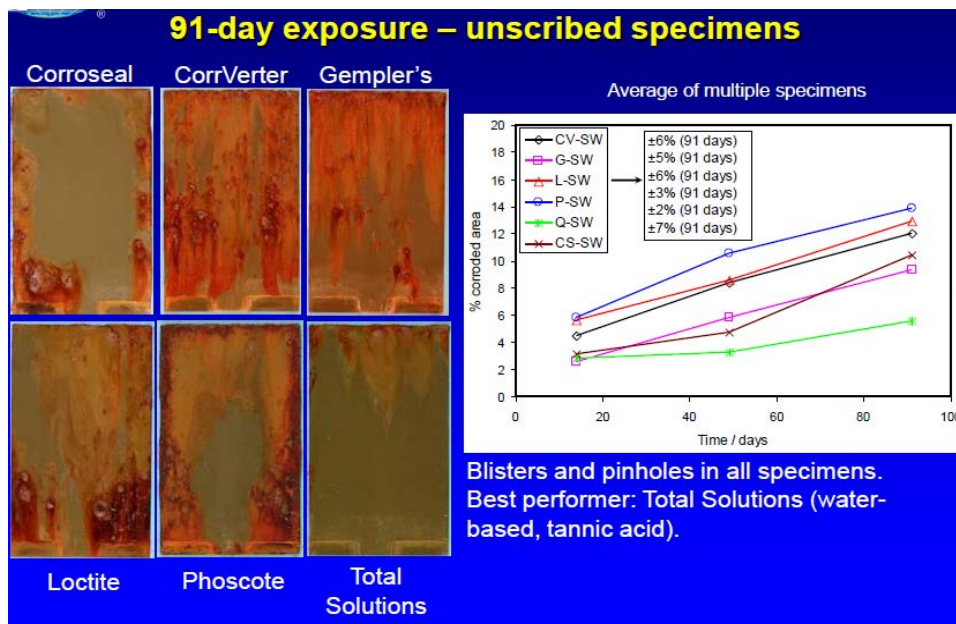 ®
91-day exposure – unscribed specimens
Corroseal
CorrVerter
Gempler's
Loctite
Phoscote
Total
Solutions
Average of multiple specimens
20
18
16
14
12
10
8
6
4
2
0
% corroded area
CV-SW
G-SW
L-SW
P-SW
Q-SW
CS-SW
±6% (91 days)
±5% (91 days)
±6% (91 days)
±3% (91 days)
±2% (91 days)
±7% (91 days)
0
20
40
60
80
100
Time / days
Blisters and pinholes in all specimens.
Best performer: Total Solutions (water-
based, tannic acid).